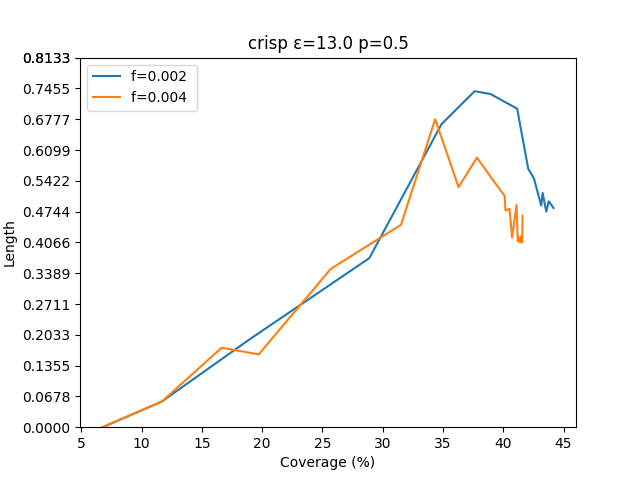 crisp ε=13.0 p=0.5
f=0.002
f=0.004
0.8133
0.8133
0.7455
0.6777
0.6099
0.5422
0.4744
0.4066
0.3389
0.2711
0.2033
0.1355
0.0678
0.0000
Length
5 10 15 20 25 30 35 40 45
Coverage (%)